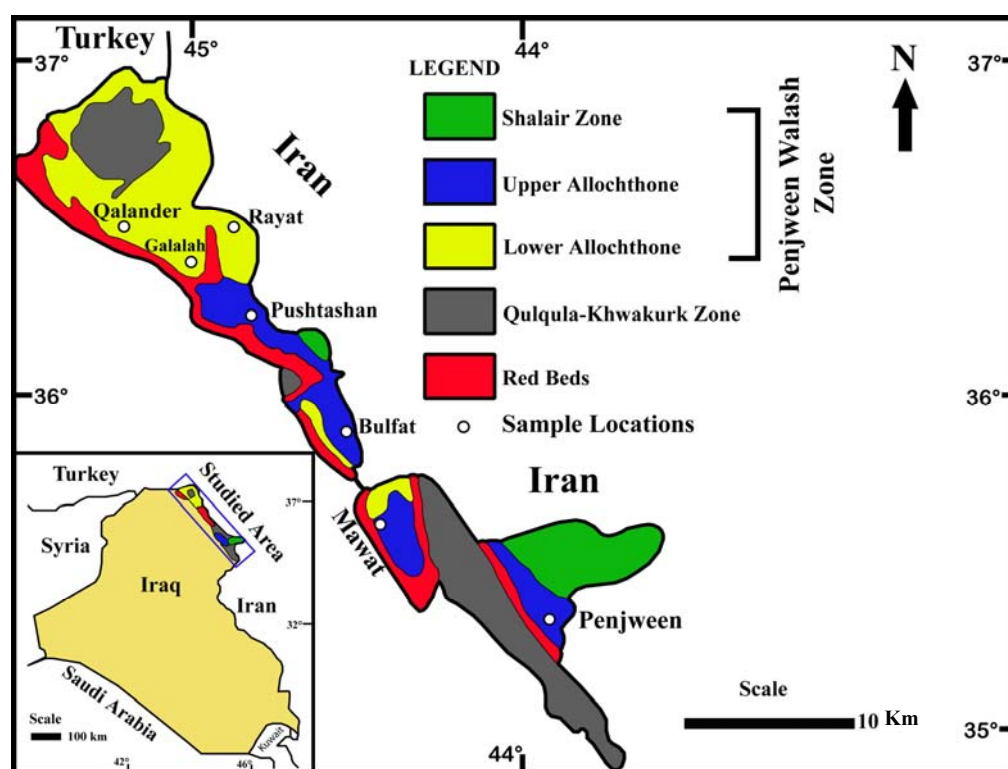 Turkey
45°
44°
37°
37°
LEGEND
N
Shalair Zone
Upper Allochthone
Lower Allochthone
Qulqula-Khwakurk Zone
Red Beds
Sample Locations
Penjween Walash
Zone
Iran
Qalander
Rayat
Galalah
Pushtashan
36°
36°
Bulfat
Iran
Mawat
Penjween
Scale
10 Km
35°
44°
Turkey
Studied Area
37°
Syria
Iraq
Iran
32°
Saudi Arabia
Kuwait
Scale
100 km
42°
46°